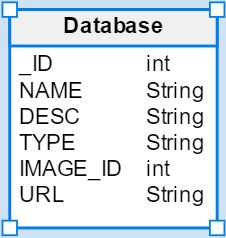 Database
_ID int
NAME String
DESC String
TYPE String
IMAGE_ID int
URL String